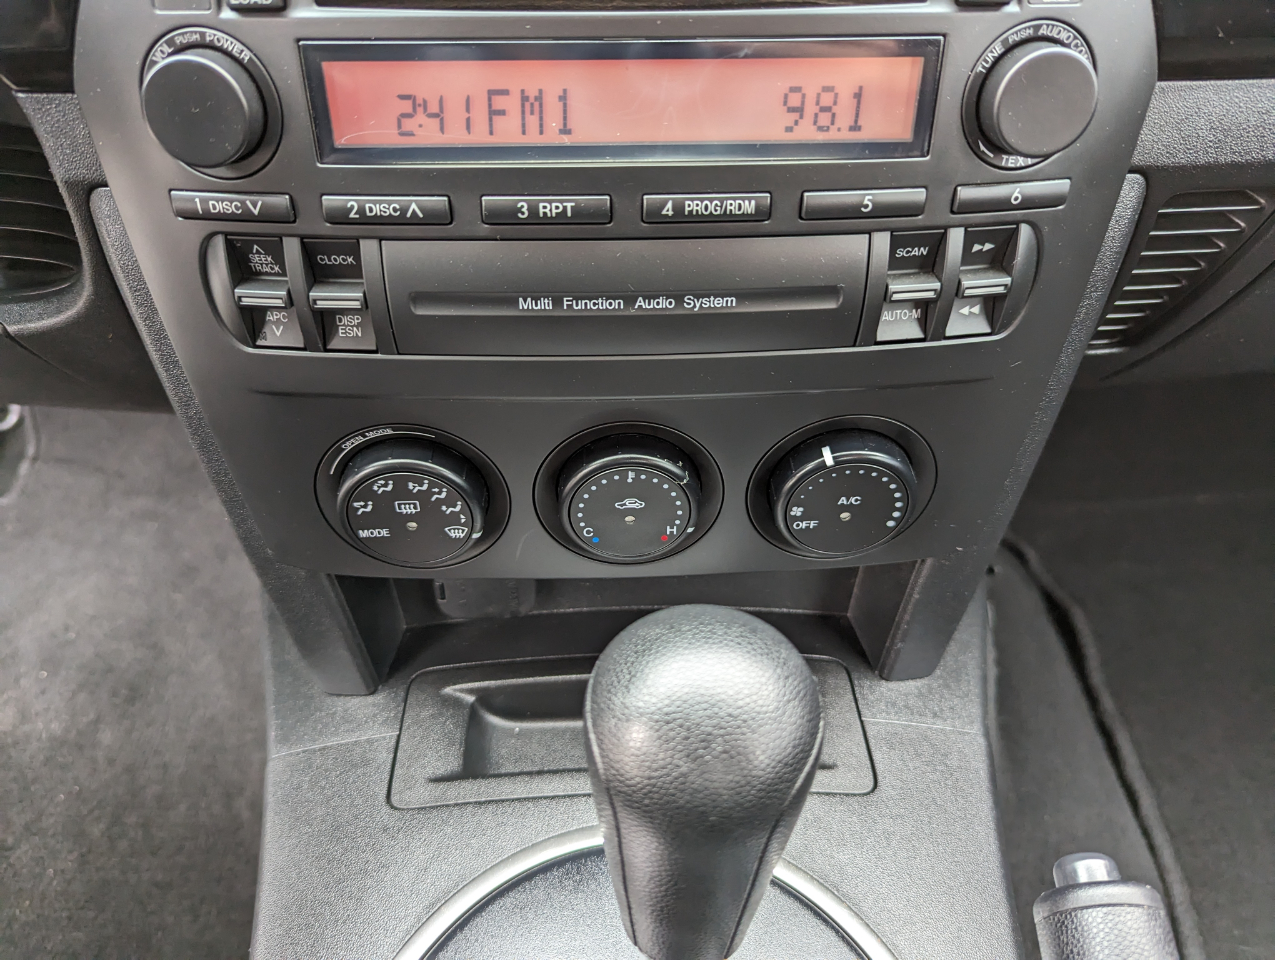 LOAD
VOL PUSH POWER
TUNE PUSH AUDIO CO
TEXT
2:41 FM1 98.1
1 DISC ∨
2 DISC ∧
3 RPT
4 PROG/RDM
5
6
SEEK
TRACK
APC
CLOCK
DISP
ESN
Multi Function Audio System
SCAN
AUTO-M
OPEN MODE
MODE
C
H
A/C
OFF